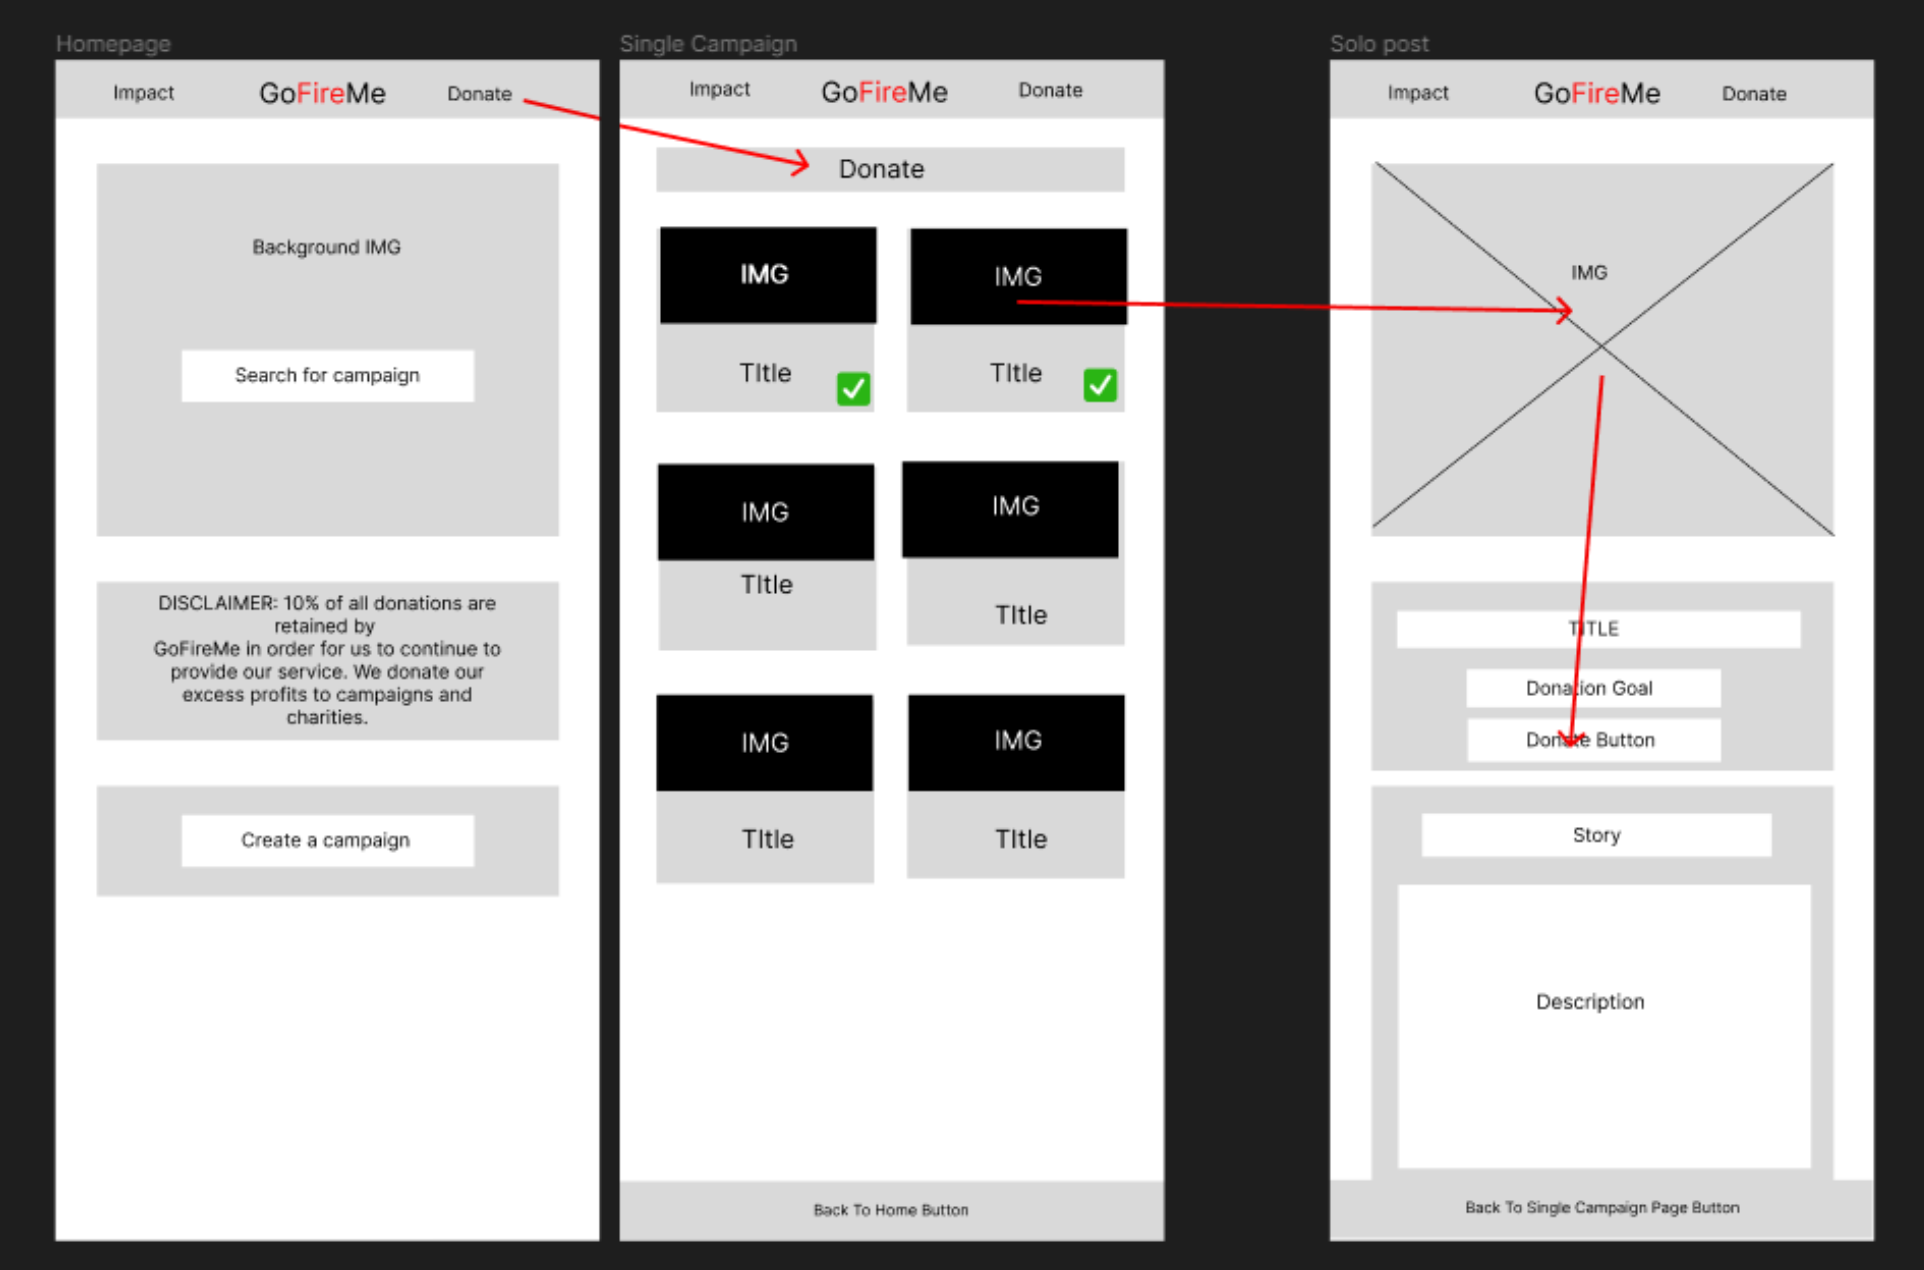 Homepage
Impact
GoFireMe
Donate
Background IMG
Search for campaign
DISCLAIMER: 10% of all donations are
retained by
GoFireMe in order for us to continue to
provide our service. We donate our
excess profits to campaigns and
charities.
Create a campaign
Single Campaign
Impact
GoFireMe
Donate
Donate
IMG
TItle
IMG
TItle
IMG
TItle
IMG
TItle
IMG
TItle
IMG
TItle
Back To Home Button
Solo post
Impact
GoFireMe
Donate
IMG
TITLE
Donation Goal
Donate Button
Story
Description
Back To Single Campaign Page Button